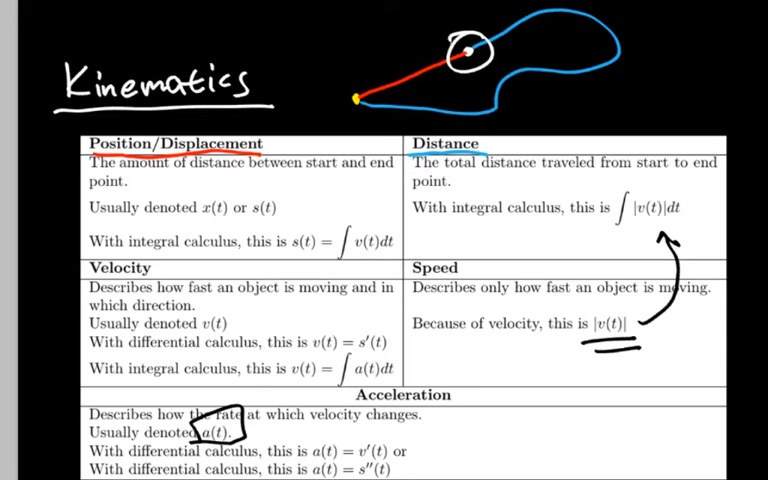 Kinematics
Position/Displacement
The amount of distance between start and end
point.
Usually denoted x(t) or s(t)
With integral calculus, this is s(t) = ∫ v(t)dt
Distance
The total distance traveled from start to end
point.
With integral calculus, this is ∫ |v(t)|dt
Velocity
Describes how fast an object is moving and in
which direction.
Usually denoted v(t)
With differential calculus, this is v(t) = s′(t)
With integral calculus, this is v(t) = ∫ a(t)dt
Speed
Describes only how fast an object is moving.
Because of velocity, this is |v(t)|
Acceleration
Describes how the rate at which velocity changes.
Usually denoted a(t).
With differential calculus, this is a(t) = v′(t) or
With differential calculus, this is a(t) = s′′(t)